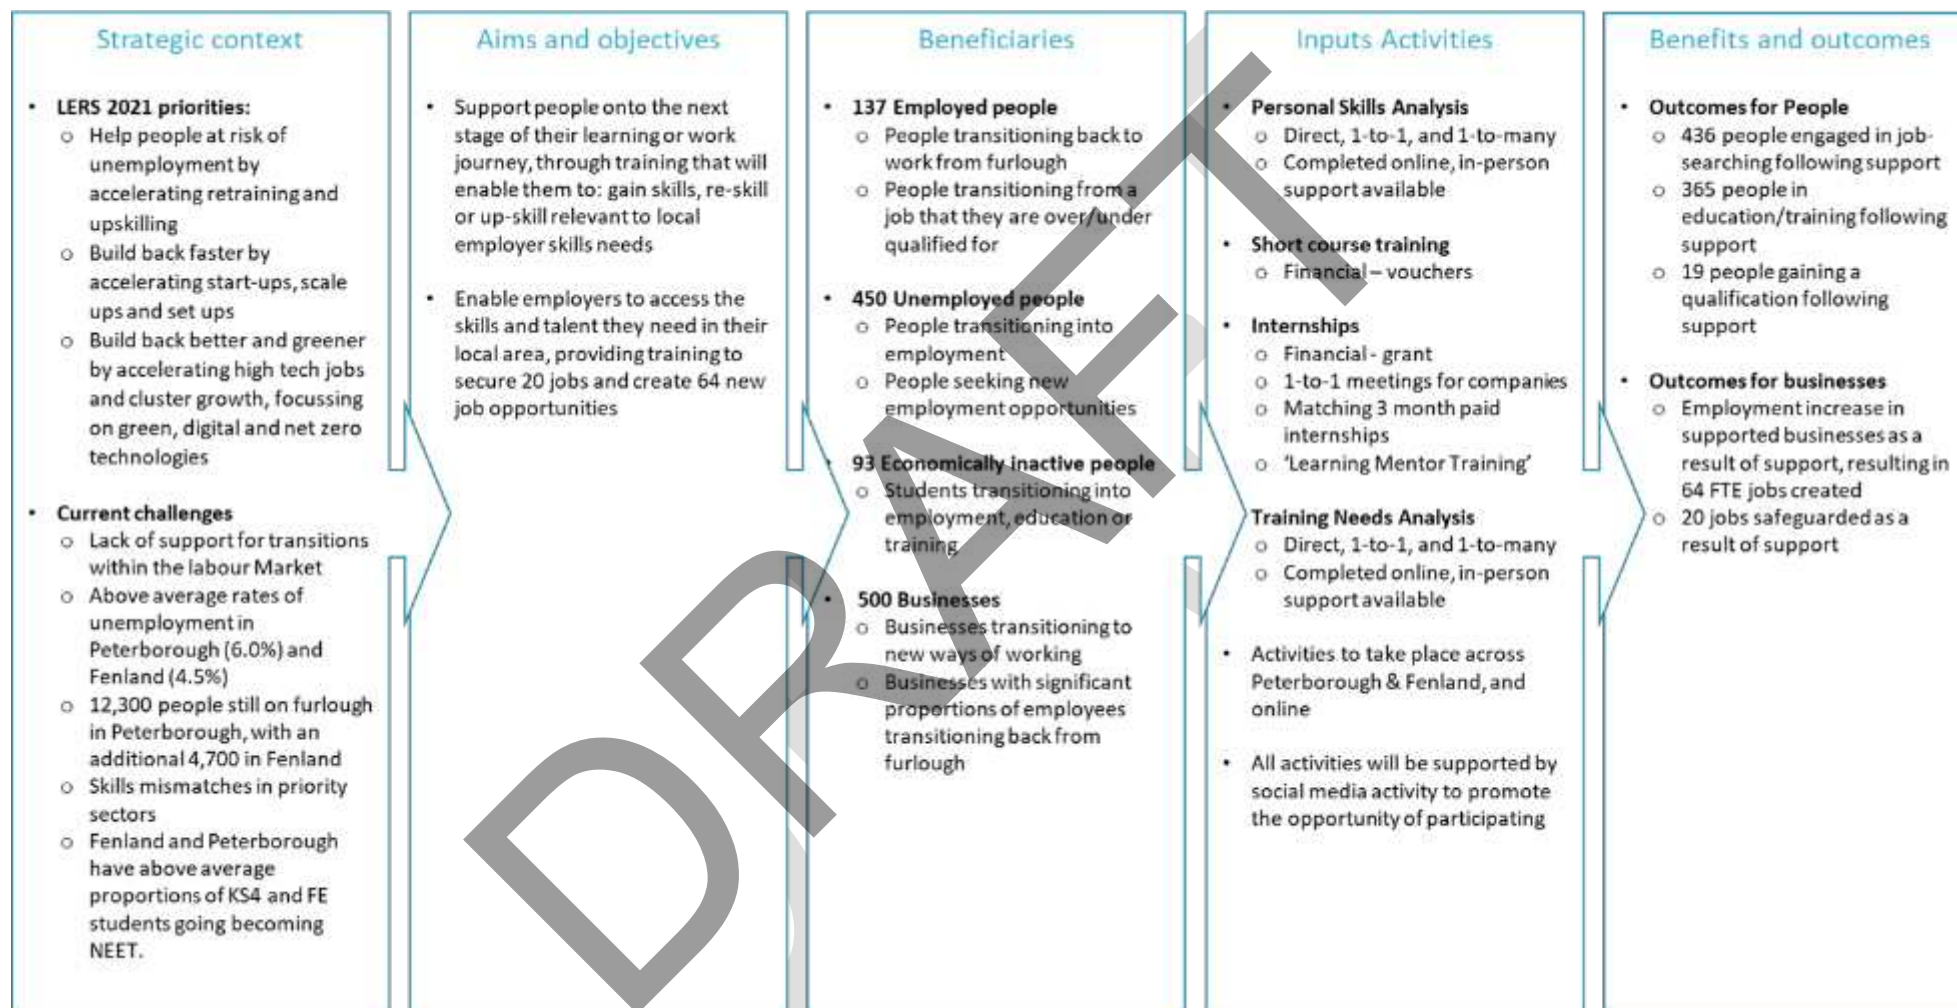 Strategic context
• LERS 2021 priorities:
o Help people at risk of
unemployment by
accelerating retraining and
upskilling
o Build back faster by
accelerating start-ups, scale
ups and set ups
o Build back better and greener
by accelerating high tech jobs
and cluster growth, focussing
on green, digital and net zero
technologies
• Current challenges
o Lack of support for transitions
within the labour Market
o Above average rates of
unemployment in
Peterborough (6.0%) and
Fenland (4.5%)
o 12,300 people still on furlough
in Peterborough, with an
additional 4,700 in Fenland
o Skills mismatches in priority
sectors
o Fenland and Peterborough
have above average
proportions of KS4 and FE
students going becoming
NEET.
Aims and objectives
• Support people onto the next
stage of their learning or work
journey, through training that will
enable them to: gain skills, re-skill
or up-skill relevant to local
employer skills needs
• Enable employers to access the
skills and talent they need in their
local area, providing training to
secure 20 jobs and create 64 new
job opportunities
Beneficiaries
• 137 Employed people
o People transitioning back to
work from furlough
o People transitioning from a
job that they are over/under
qualified for
• 450 Unemployed people
o People transitioning into
employment
o People seeking new
employment opportunities
• 93 Economically inactive people
o Students transitioning into
employment, education or
training
• 500 Businesses
o Businesses transitioning to
new ways of working
o Businesses with significant
proportions of employees
transitioning back from
furlough
Inputs Activities
• Personal Skills Analysis
o Direct, 1-to-1, and 1-to-many
o Completed online, in-person
support available
• Short course training
o Financial – vouchers
• Internships
o Financial - grant
o 1-to-1 meetings for companies
o Matching 3 month paid
internships
o ‘Learning Mentor Training’
Training Needs Analysis
o Direct, 1-to-1, and 1-to-many
o Completed online, in-person
support available
• Activities to take place across
Peterborough & Fenland, and
online
• All activities will be supported by
social media activity to promote
the opportunity of participating
Benefits and outcomes
• Outcomes for People
o 436 people engaged in job-
searching following support
o 365 people in
education/training following
support
o 19 people gaining a
qualification following
support
• Outcomes for businesses
o Employment increase in
supported businesses as a
result of support, resulting in
64 FTE jobs created
o 20 jobs safeguarded as a
result of support
DRAFT